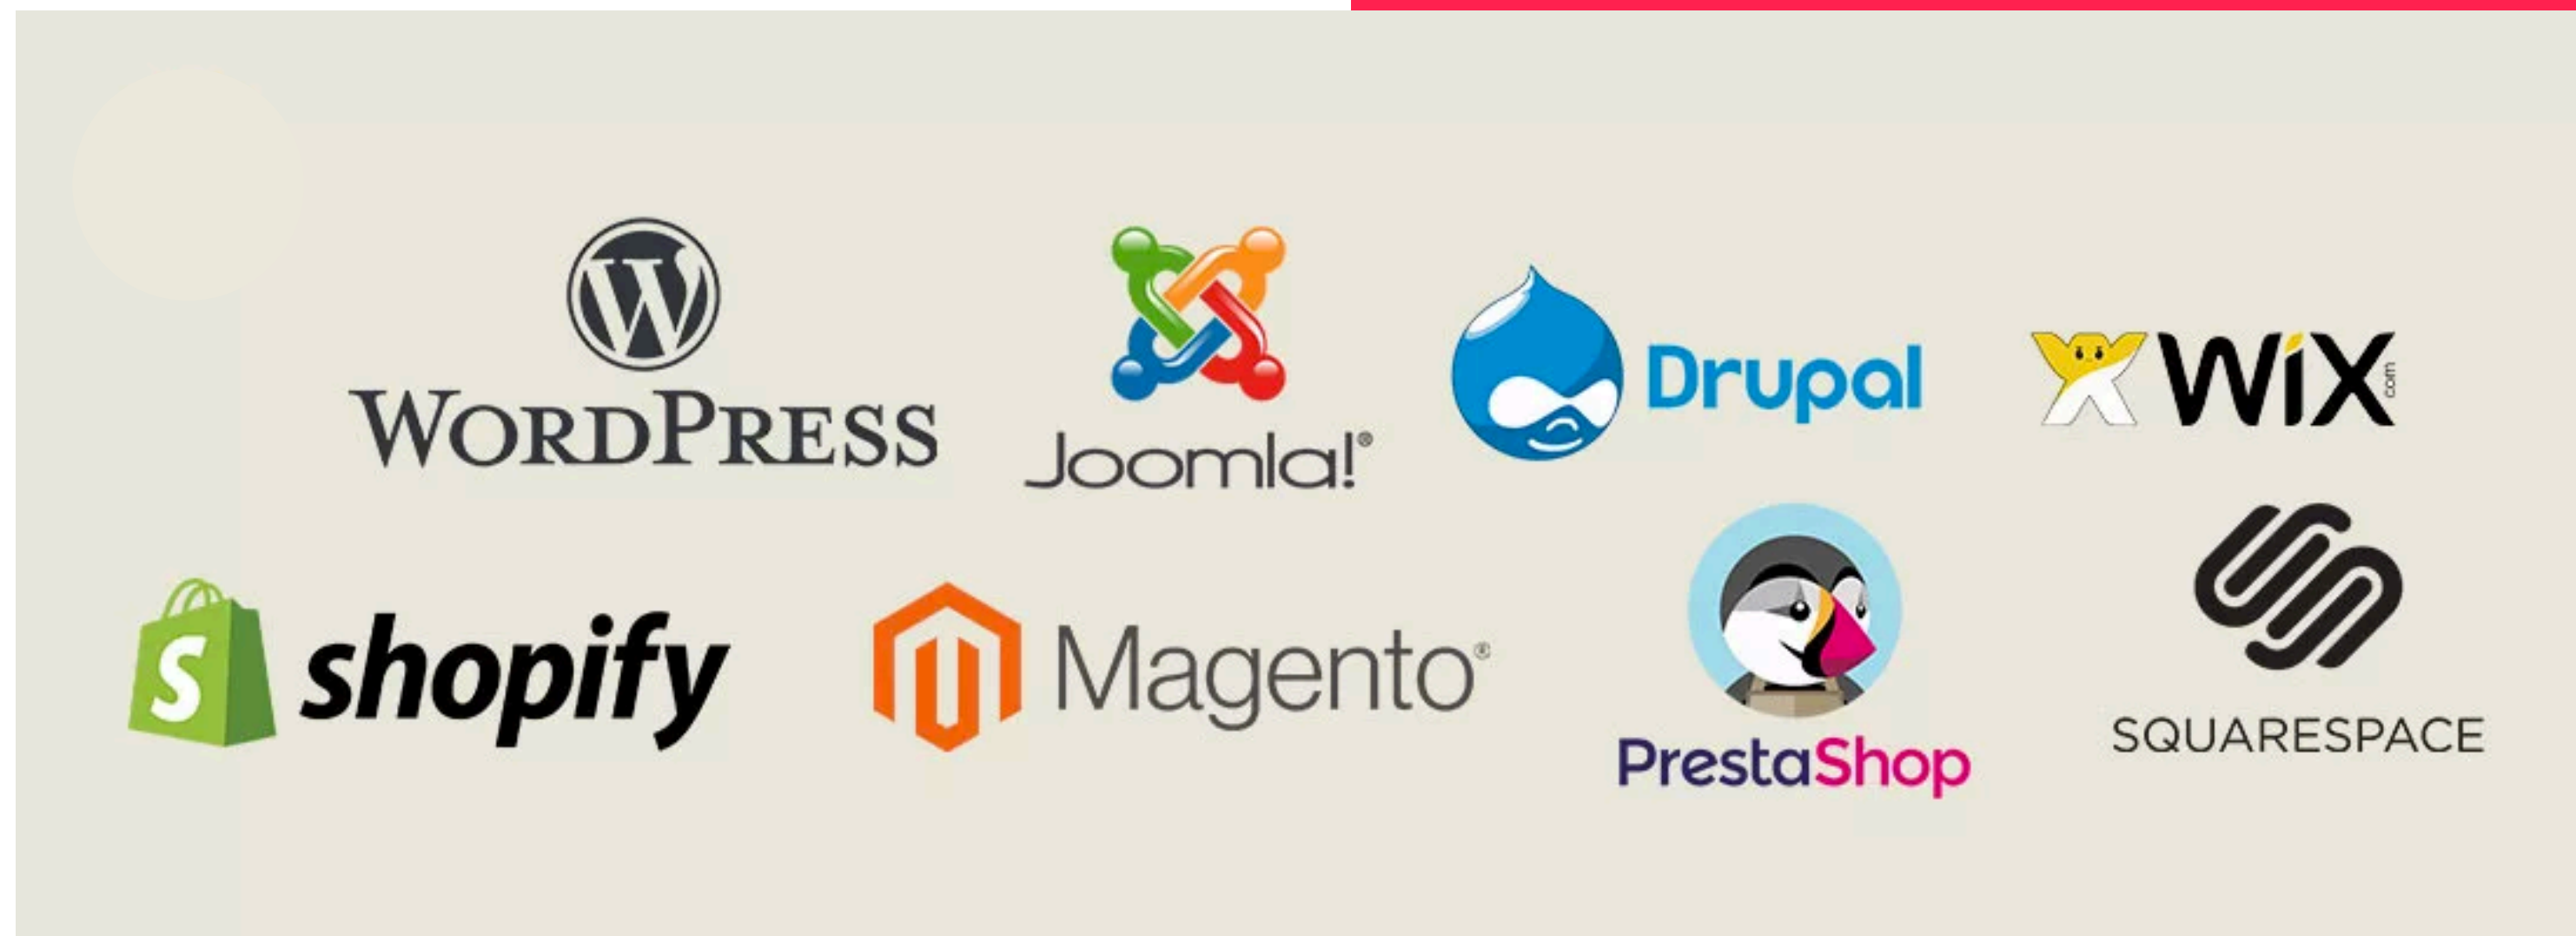 WORDPRESS
Joomla!®
Drupal
WiX.com
S shopify
Magento®
PrestaShop
SQUARESPACE